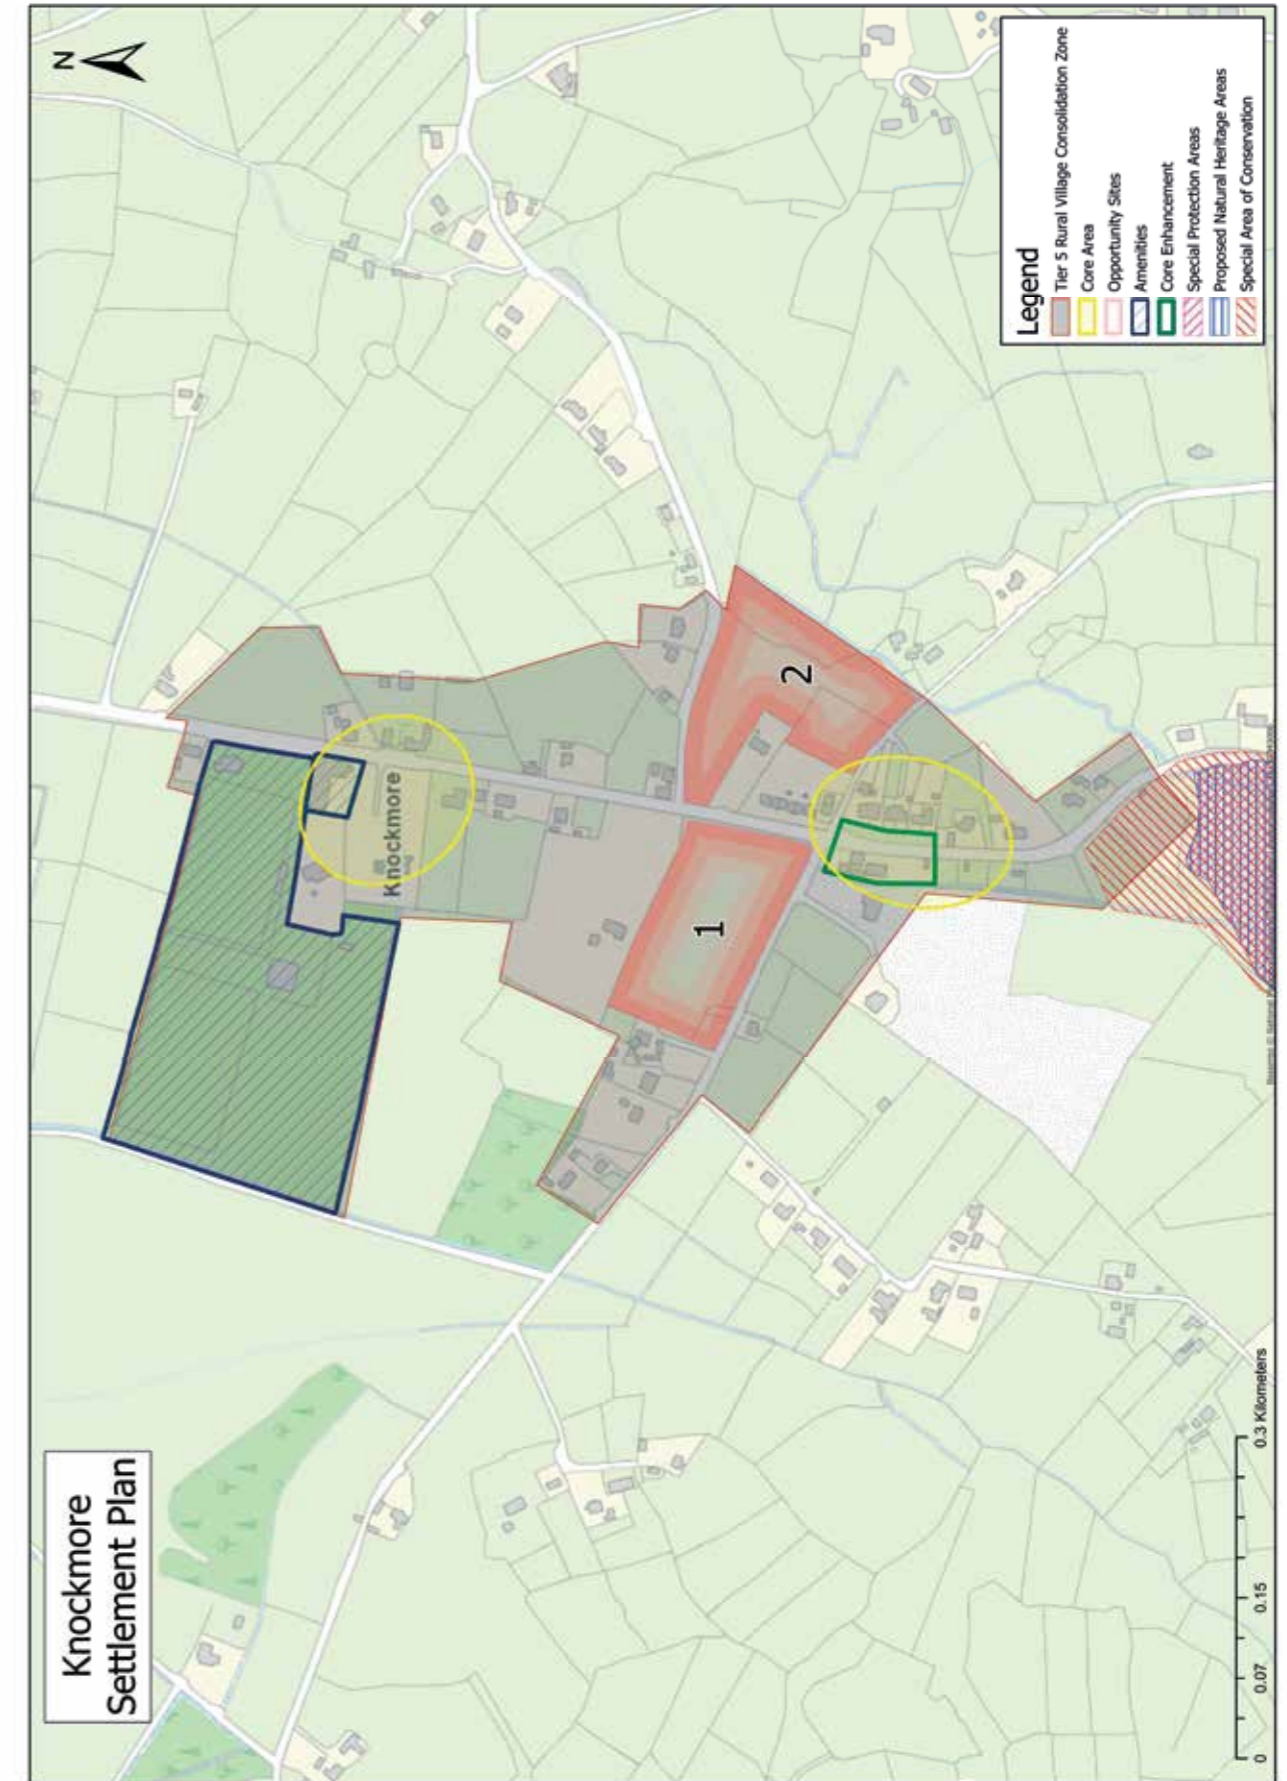 Knockmore
Settlement Plan
N
Knockmore
1
2
Legend
Tier 5 Rural Village Consolidation Zone
Core Area
Opportunity Sites
Amenities
Core Enhancement
Special Protection Areas
Proposed Natural Heritage Areas
Special Area of Conservation
0 0.07 0.15 0.3 Kilometers